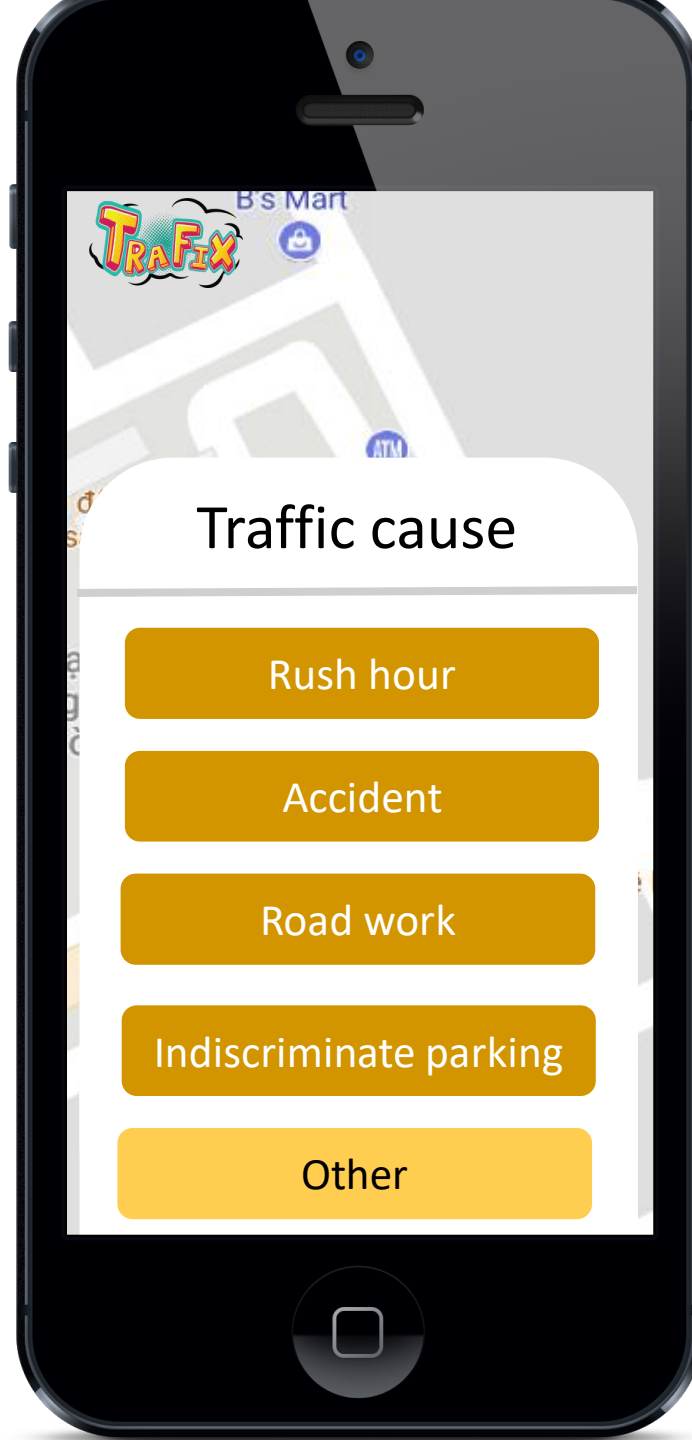 B's Mart
TRAFIX
ATM
Traffic cause
Rush hour
Accident
Road work
Indiscriminate parking
Other